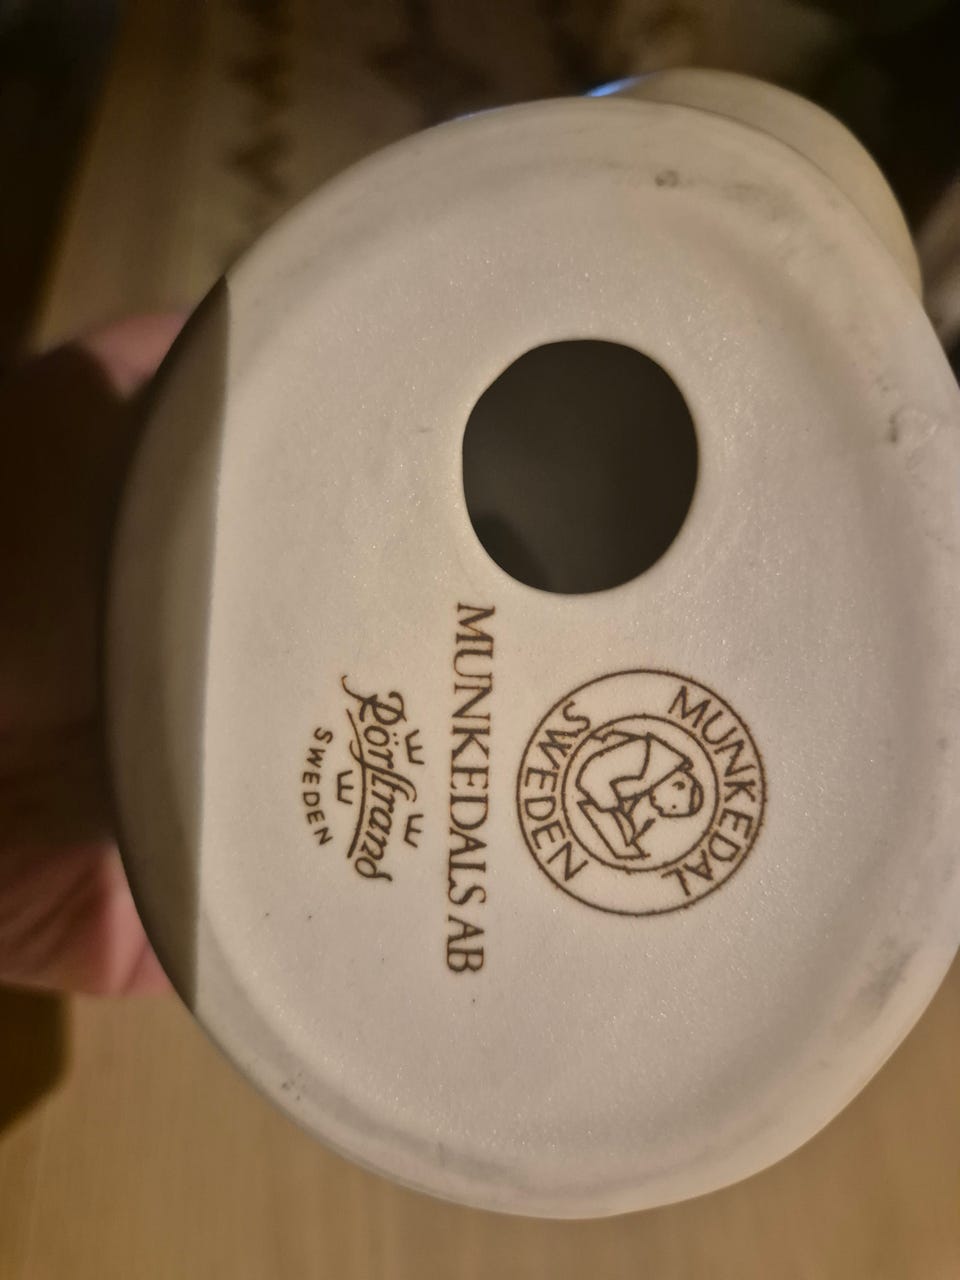 MUNKEDAL
SWEDEN
MUNKEDALS AB
Rörstrand
SWEDEN